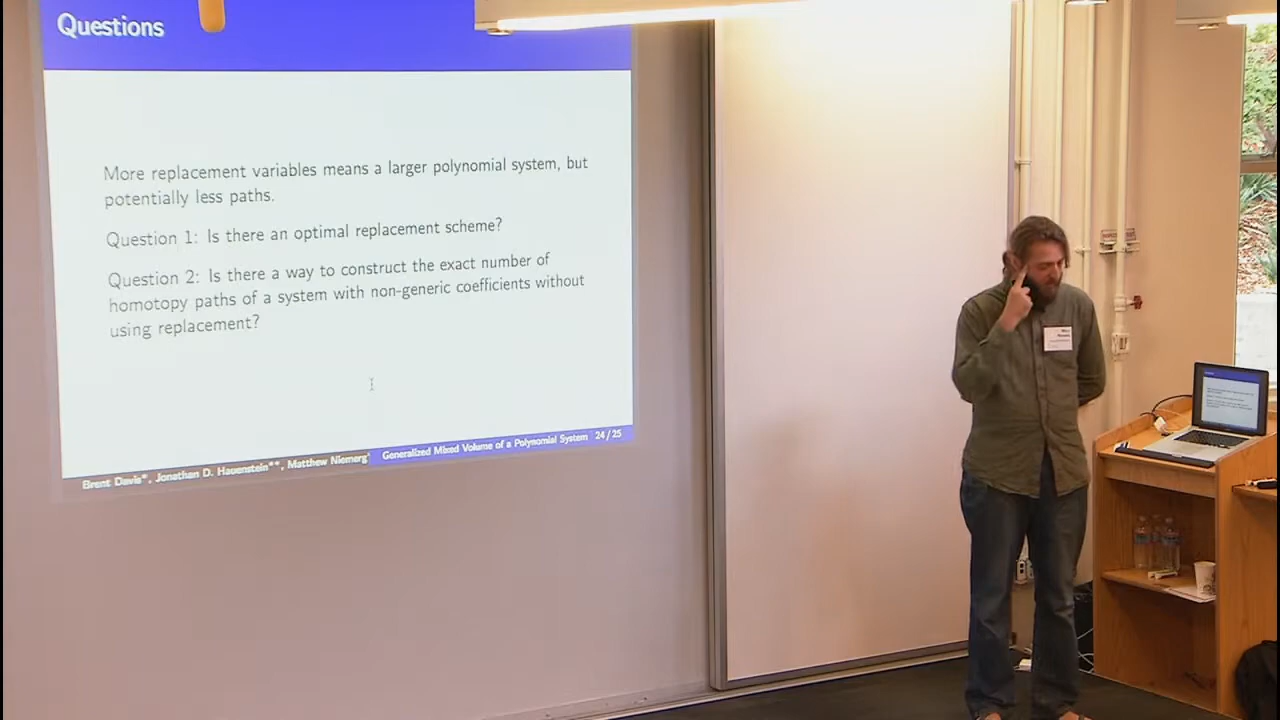 Questions
More replacement variables means a larger polynomial system, but
potentially less paths.
Question 1: Is there an optimal replacement scheme?
Question 2: Is there a way to construct the exact number of
homotopy paths of a system with non-generic coefficients without
using replacement?
Brent Davis*, Jonathan D. Hauenstein**, Matthew Niemerg* Generalized Mixed Volume of a Polynomial System 24/25